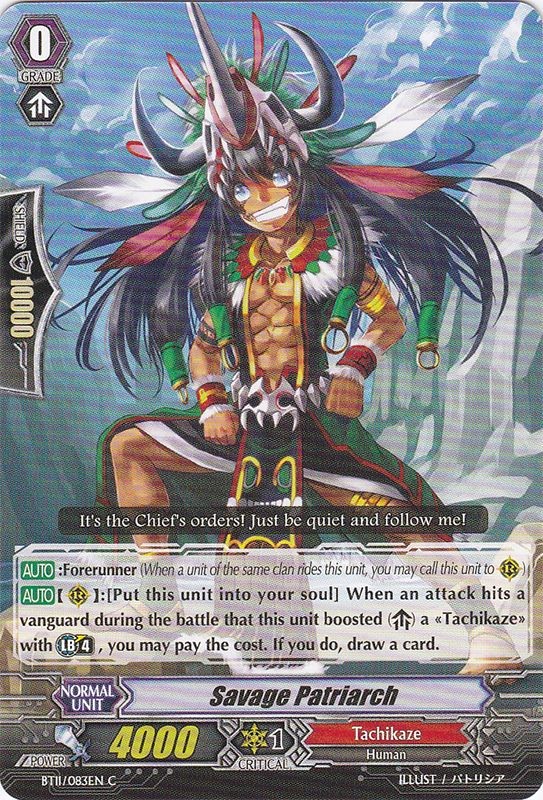 0
GRADE
SHIELD
10000
It's the Chief's orders! Just be quiet and follow me!
AUTO :Forerunner (When a unit of the same clan rides this unit, you may call this unit to R)
AUTO 【 R 】:[Put this unit into your soul] When an attack hits a
vanguard during the battle that this unit boosted ( ) a «Tachikaze»
with LB 4 , you may pay the cost. If you do, draw a card.
NORMAL
UNIT
Savage Patriarch
POWER
4000
1
CRITICAL
Tachikaze
Human
BT11/083EN C
ILLUST / パトリシア